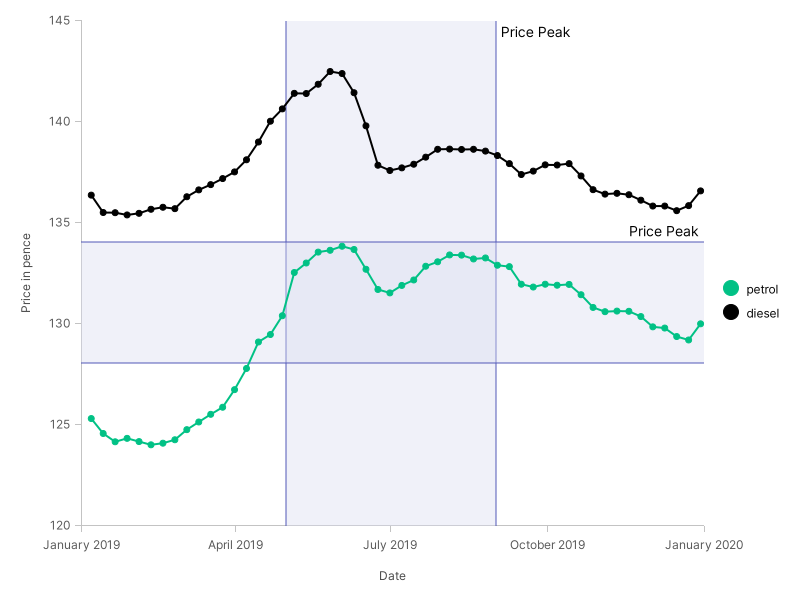 145
Price Peak
140
135
Price Peak
Price in pence
petrol
130
diesel
125
120
January 2019
April 2019
July 2019
October 2019
January 2020
Date